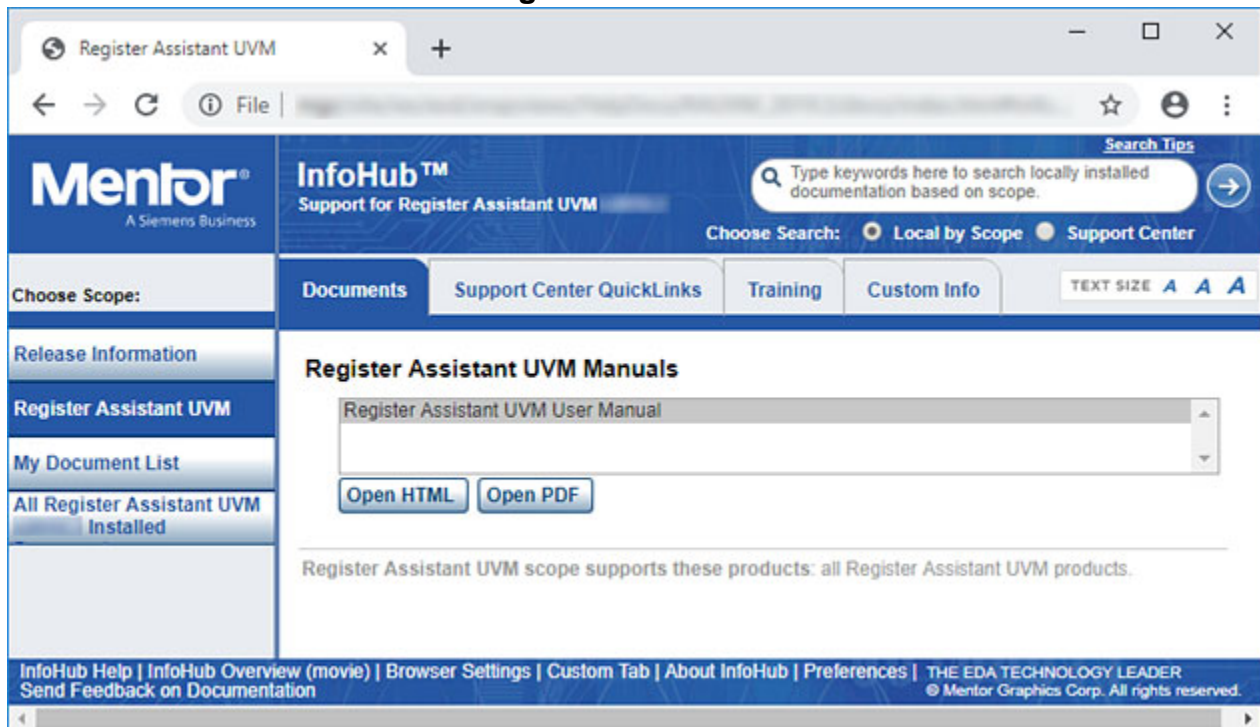 Register Assistant UVM
File
Mentor®
A Siemens Business
InfoHub™
Support for Register Assistant UVM
Search Tips
Type keywords here to search locally installed
documentation based on scope.
Choose Search: Local by Scope Support Center
Choose Scope:
Documents Support Center QuickLinks Training Custom Info TEXT SIZE A A A
Release Information
Register Assistant UVM
My Document List
All Register Assistant UVM
Installed
Register Assistant UVM Manuals
Register Assistant UVM User Manual
Open HTML Open PDF
Register Assistant UVM scope supports these products: all Register Assistant UVM products.
InfoHub Help | InfoHub Overview (movie) | Browser Settings | Custom Tab | About InfoHub | Preferences | THE EDA TECHNOLOGY LEADER
Send Feedback on Documentation © Mentor Graphics Corp. All rights reserved.